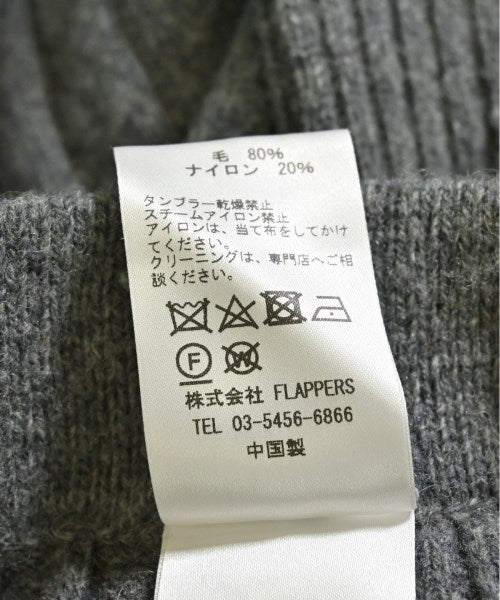 毛 80%
ナイロン 20%
タンブラー乾燥禁止
スチームアイロン禁止
アイロンは、当て布をしてかけ
てください。
クリーニングは、専門店へご相
談ください。
F W
株式会社 FLAPPERS
TEL 03-5456-6866
中国製